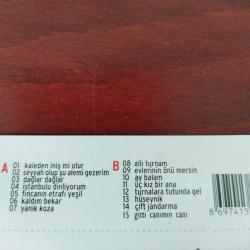 A
01 kaleden iniş mi olur
02 seyyah olup şu alemi gezerim
03 dağlar dağlar
04 istanbulu dinliyorum
05 fincanın etrafı yeşil
06 kaldım bekar
07 yanık koza
B
08 allı turnam
09 evlerinin önü mersin
10 ay balam
11 üç kız bir ana
12 turnalara tutunda gel
13 hüseynik
14 çift jandarma
15 gitti canımın canı
8 697415